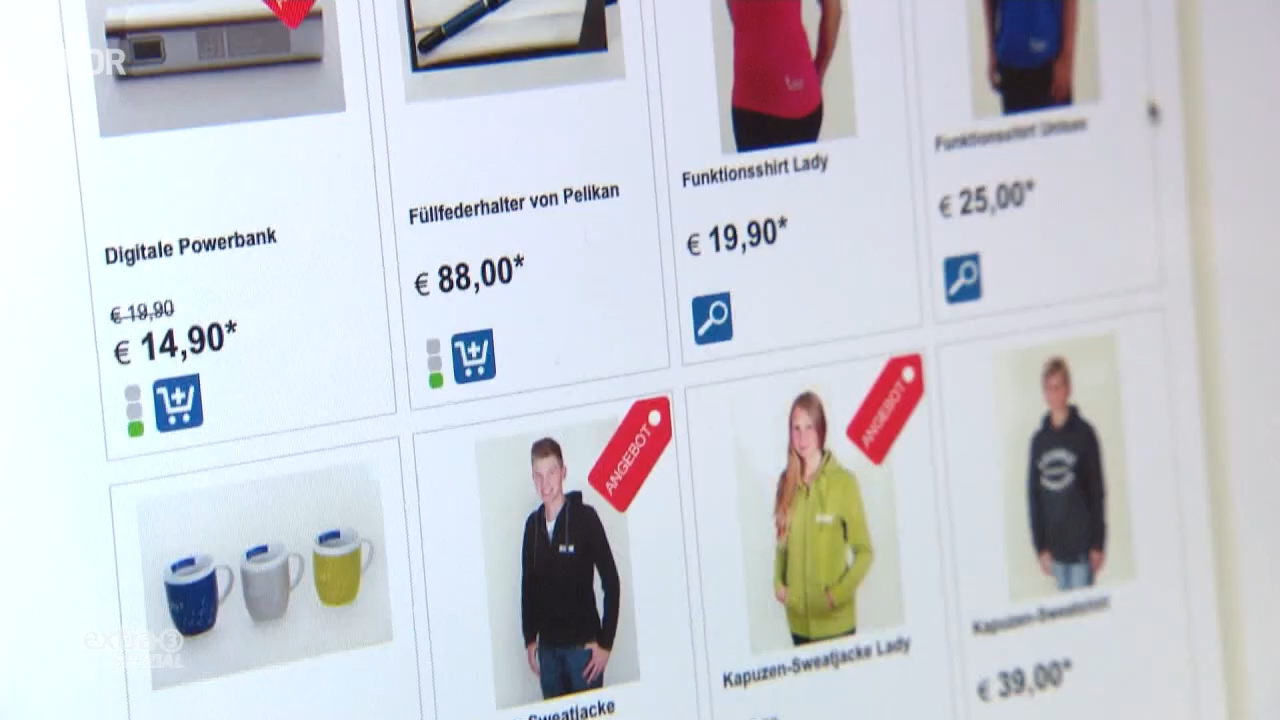 Digitale Powerbank
€ 19,90
€ 14,90*
Füllfederhalter von Pelikan
€ 88,00*
Funktionsshirt Lady
€ 19,90*
Funktionsshirt Unisex
€ 25,00*
ANGEBOT
Sweatjacke
ANGEBOT
Kapuzen-Sweatjacke Lady
Kapuzen-Sweatshirt
€ 39,00*
extra 3